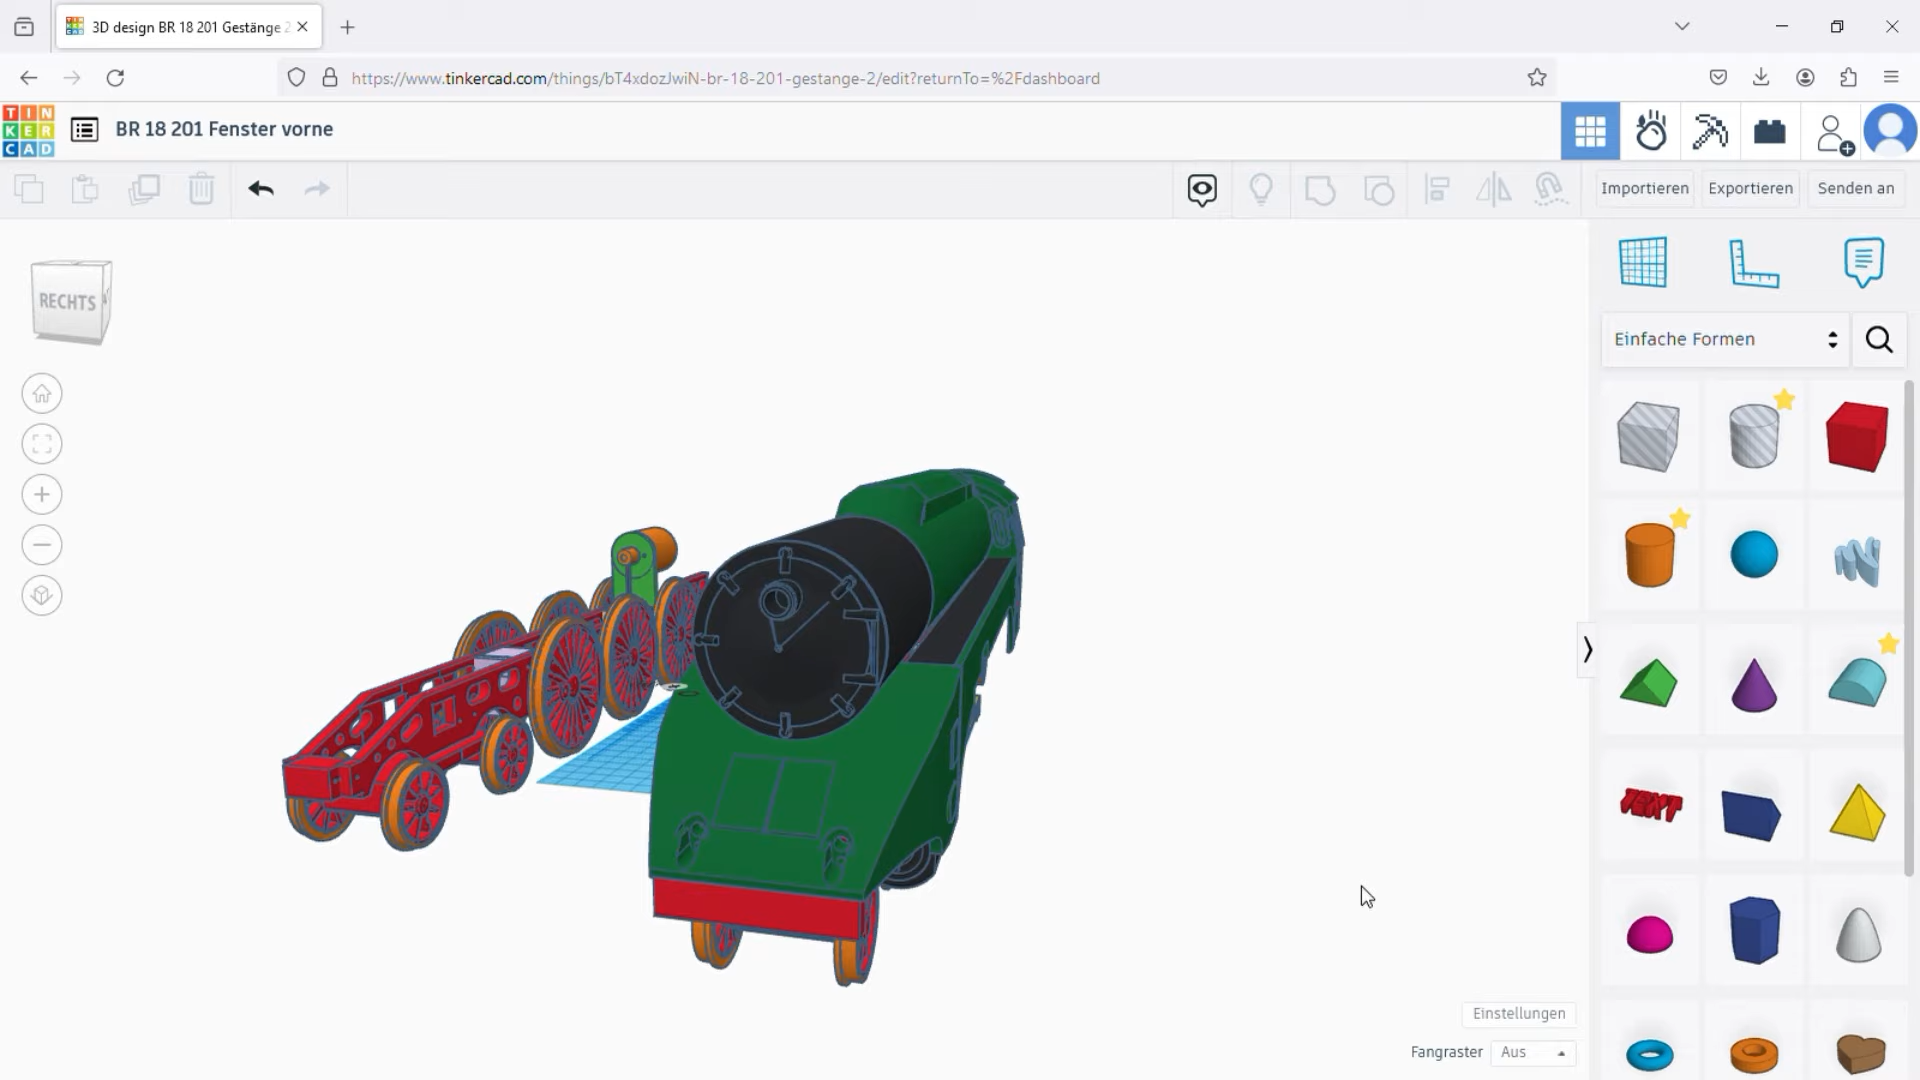 3D design BR 18 201 Gestänge 2
https://www.tinkercad.com/things/bT4xdozJwiN-br-18-201-gestange-2/edit?returnTo=%2Fdashboard
TIN
KER
CAD
BR 18 201 Fenster vorne
Importieren
Exportieren
Senden an
RECHTS
Einfache Formen
TEXT
Einstellungen
Fangraster
Aus